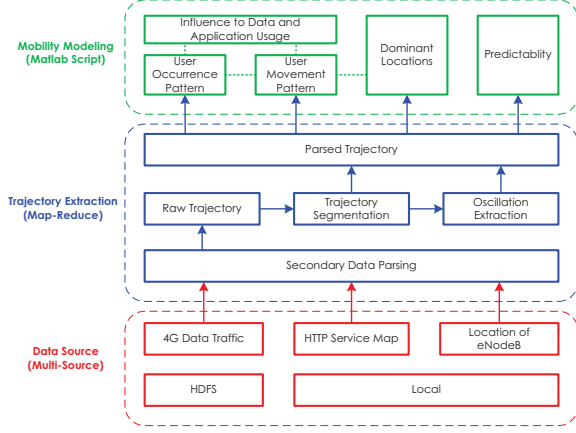 Mobility Modeling
(Matlab Script)
Influence to Data and
Application Usage
User
Occurrence
Pattern
User
Movement
Pattern
Dominant
Locations
Predictablity
Trajectory Extraction
(Map-Reduce)
Parsed Trajectory
Raw Trajectory
Trajectory
Segmentation
Oscillation
Extraction
Secondary Data Parsing
Data Source
(Multi-Source)
4G Data Traffic
HTTP Service Map
Location of
eNodeB
HDFS
Local